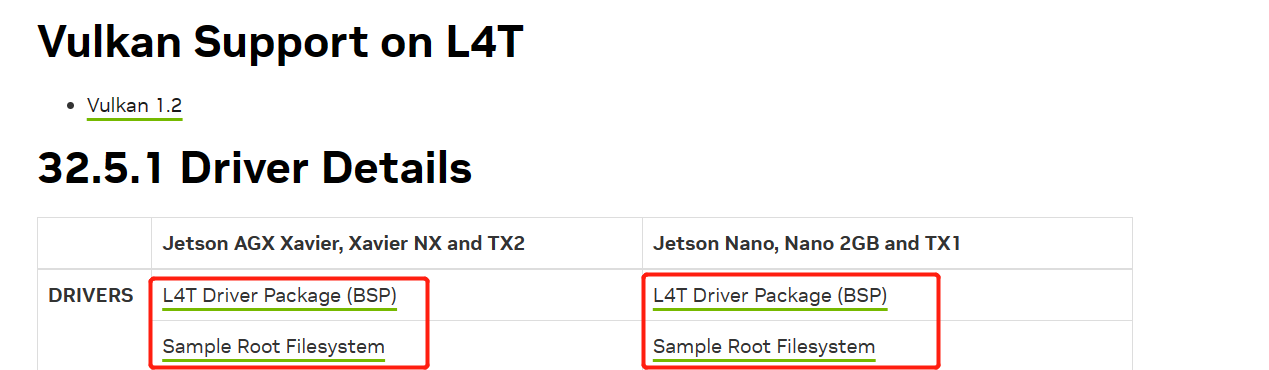 Vulkan Support on L4T
Vulkan 1.2
32.5.1 Driver Details
Jetson AGX Xavier, Xavier NX and TX2 Jetson Nano, Nano 2GB and TX1
DRIVERS L4T Driver Package (BSP) L4T Driver Package (BSP)
Sample Root Filesystem Sample Root Filesystem